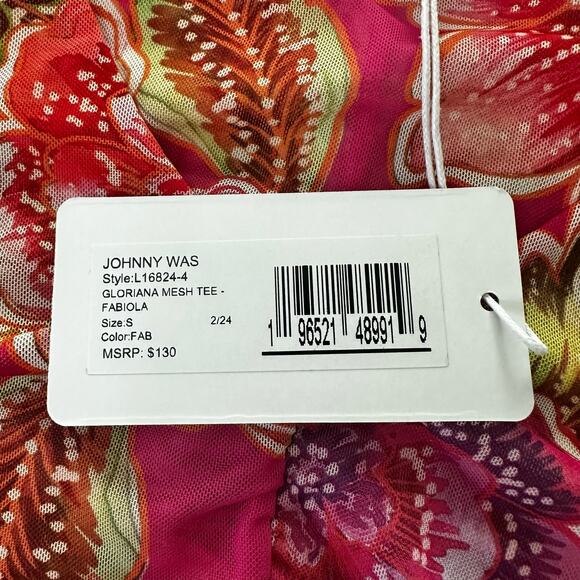 JOHNNY WAS
Style:L16824-4
GLORIANA MESH TEE -
FABIOLA
Size:S 2/24
Color:FAB
MSRP: $130
1 96521 48991 9